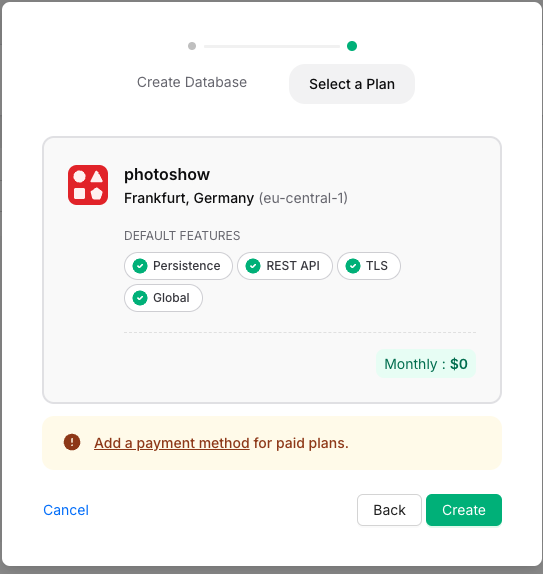 Create Database
Select a Plan
photoshow
Frankfurt, Germany (eu-central-1)
DEFAULT FEATURES
Persistence
REST API
TLS
Global
Monthly : $0
Add a payment method for paid plans.
Cancel
Back
Create